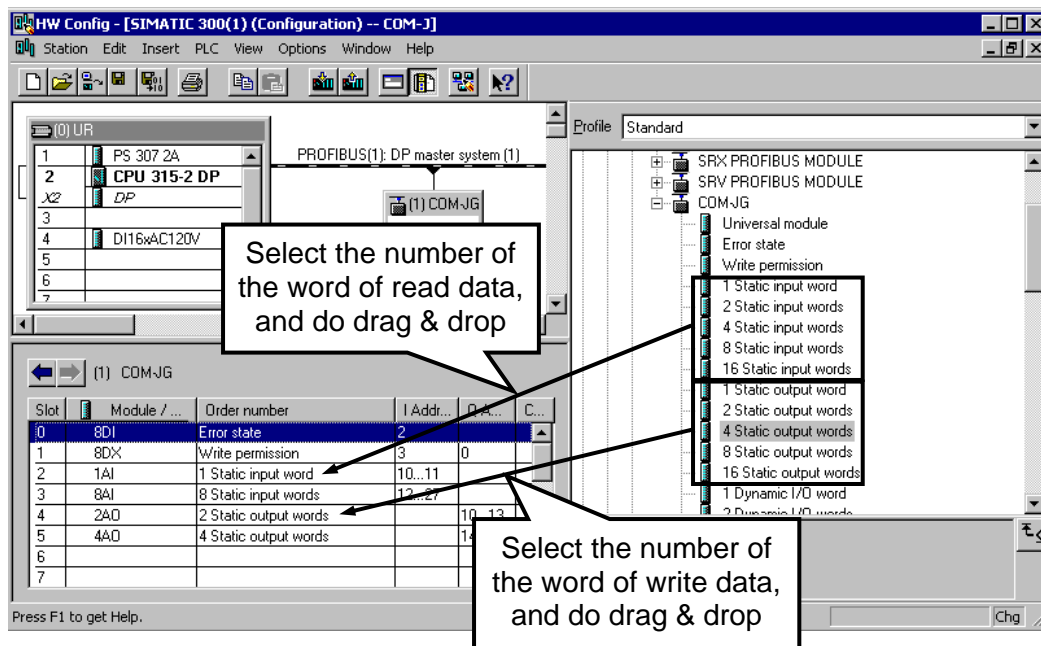 HW Config - [SIMATIC 300(1) (Configuration) -- COM-J]
Station Edit Insert PLC View Options Window Help
(0) UR
1 PS 307 2A
2 CPU 315-2 DP
X2 DP
3
4 DI16xAC120V
5
6
7
PROFIBUS(1): DP master system (1)
(1) COM-JG
Select the number of
the word of read data,
and do drag & drop
Profile Standard
SRX PROFIBUS MODULE
SRV PROFIBUS MODULE
COM-JG
Universal module
Error state
Write permission
1 Static input word
2 Static input words
4 Static input words
8 Static input words
16 Static input words
1 Static output word
2 Static output words
4 Static output words
8 Static output words
16 Static output words
1 Dynamic I/O word
2 Dynamic I/O words
(1) COM-JG
Slot Module / ... Order number I Addr... Q A... C...
0 8DI Error state 2
1 8DX Write permission 3 0
2 1AI 1 Static input word 10...11
3 8AI 8 Static input words 12...27
4 2AO 2 Static output words 10...13
5 4AO 4 Static output words
6
7
Select the number of
the word of write data,
and do drag & drop
Press F1 to get Help.
Chg